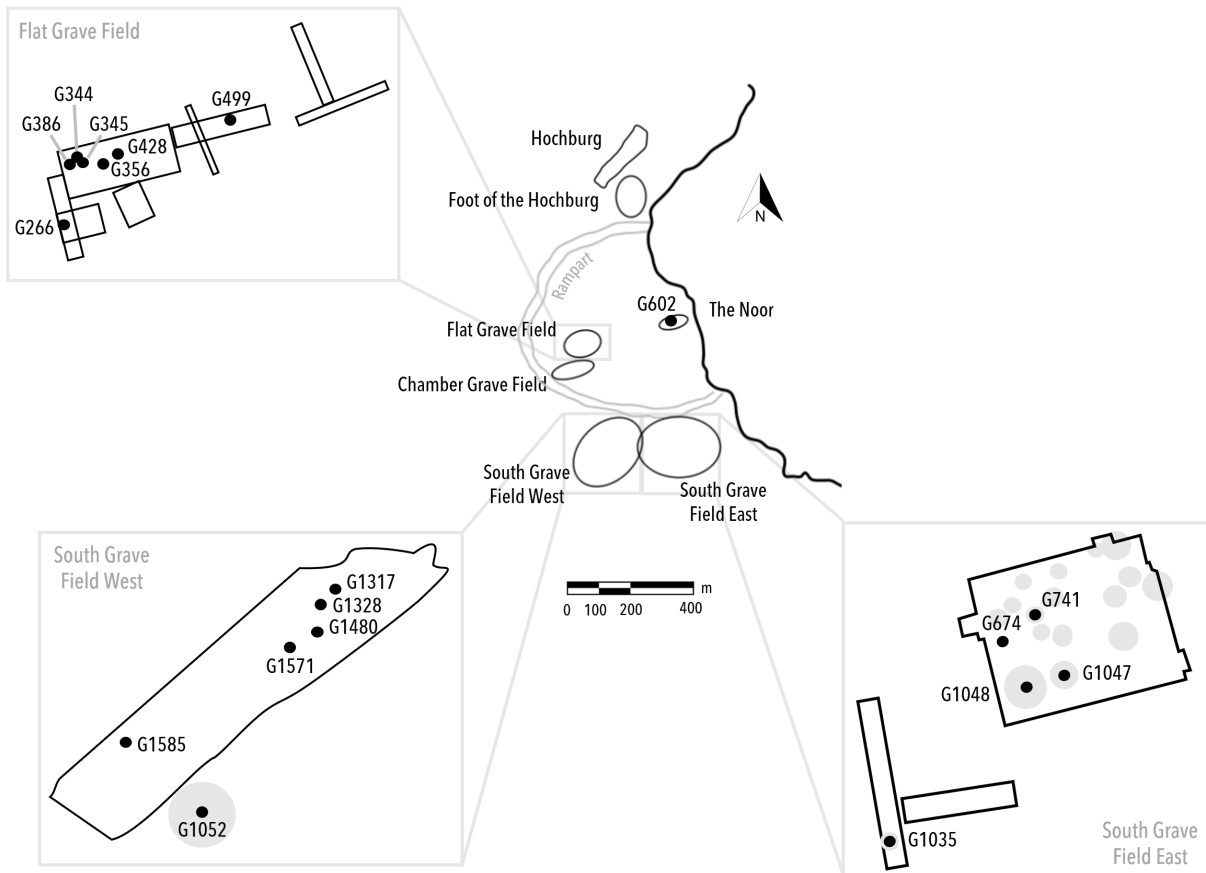 Flat Grave Field
G344
G386
G345
G499
G428
G356
G266
Hochburg
Foot of the Hochburg
N
Rampart
G602
The Noor
Flat Grave Field
Chamber Grave Field
South Grave
Field West
South Grave
Field East
0 100 200 400 m
South Grave
Field West
G1317
G1328
G1480
G1571
G1585
G1052
G741
G674
G1047
G1048
G1035
South Grave
Field East